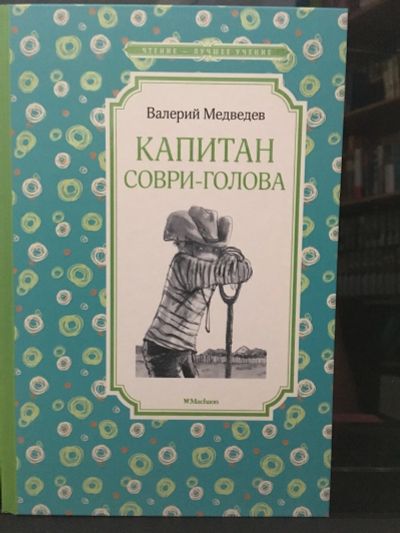 ЧТЕНИЕ – ЛУЧШЕЕ УЧЕНИЕ
Валерий Медведев
КАПИТАН
СОВРИ-ГОЛОВА
Machaon